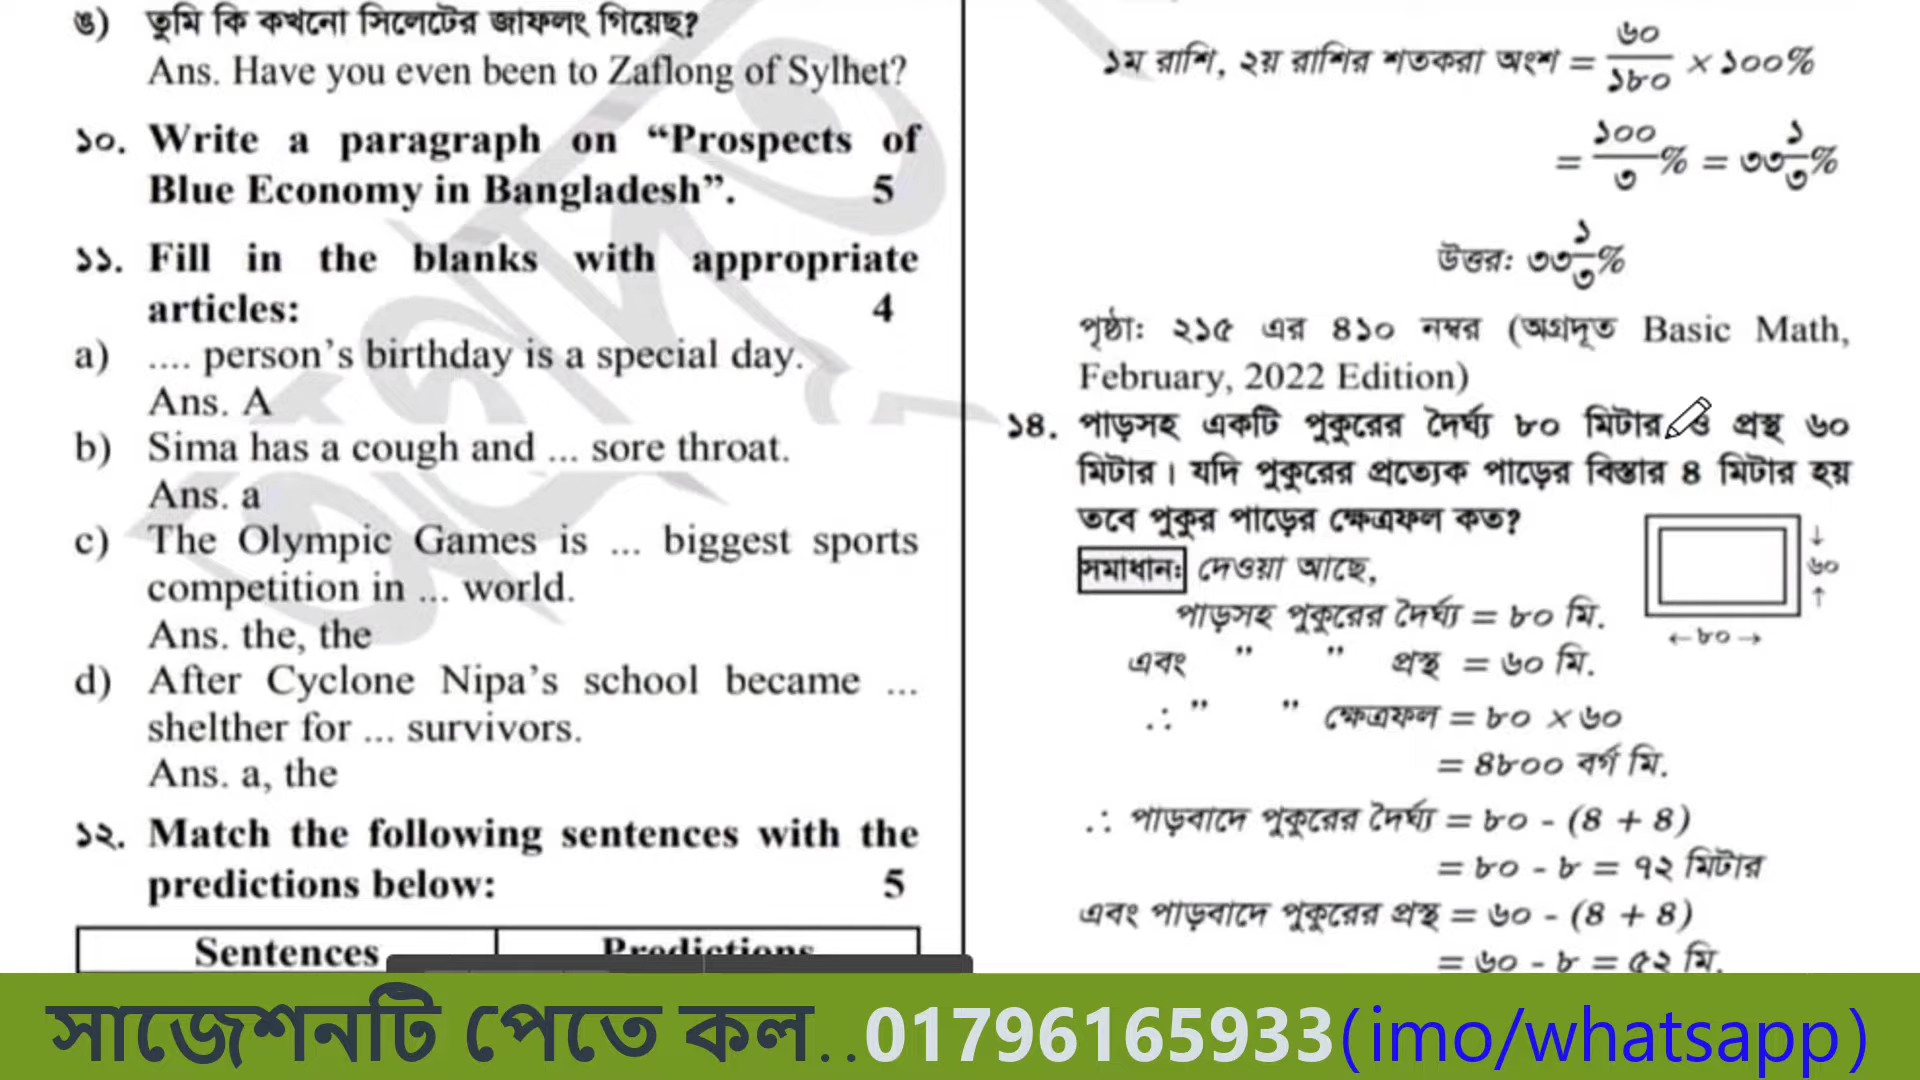 ঙ) তুমি কি কখনো সিলেটের জাফলং গিয়েছ?
Ans. Have you even been to Zaflong of Sylhet?
১০. Write a paragraph on “Prospects of
Blue Economy in Bangladesh”. 5
১১. Fill in the blanks with appropriate
articles: 4
a) .... person’s birthday is a special day.
Ans. A
b) Sima has a cough and ... sore throat.
Ans. a
c) The Olympic Games is ... biggest sports
competition in ... world.
Ans. the, the
d) After Cyclone Nipa’s school became ...
shelther for ... survivors.
Ans. a, the
১২. Match the following sentences with the
predictions below: 5
Sentences Predictions
১ম রাশি, ২য় রাশির শতকরা অংশ = ৬০/১৮০ × ১০০%
= ১০০/৩% = ৩৩ ১/৩%
উত্তর: ৩৩ ১/৩%
পৃষ্ঠা: ২১৫ এর ৪১০ নম্বর (অগ্রদূত Basic Math,
February, 2022 Edition)
১৪. পাড়সহ একটি পুকুরের দৈর্ঘ্য ৮০ মিটার ও প্রস্থ ৬০
মিটার। যদি পুকুরের প্রত্যেক পাড়ের বিস্তার ৪ মিটার হয়
তবে পুকুর পাড়ের ক্ষেত্রফল কত?
সমাধান: দেওয়া আছে,
পাড়সহ পুকুরের দৈর্ঘ্য = ৮০ মি.
এবং ” ” প্রস্থ = ৬০ মি.
∴ ” ” ক্ষেত্রফল = ৮০ × ৬০
= ৪৮০০ বর্গ মি.
∴ পাড়বাদে পুকুরের দৈর্ঘ্য = ৮০ - (৪ + ৪)
= ৮০ - ৮ = ৭২ মিটার
এবং পাড়বাদে পুকুরের প্রস্থ = ৬০ - (৪ + ৪)
= ৬০ - ৮ = ৫২ মি.
↓
৬০
↑
←৮০→
সাজেশনটি পেতে কল..01796165933(imo/whatsapp)